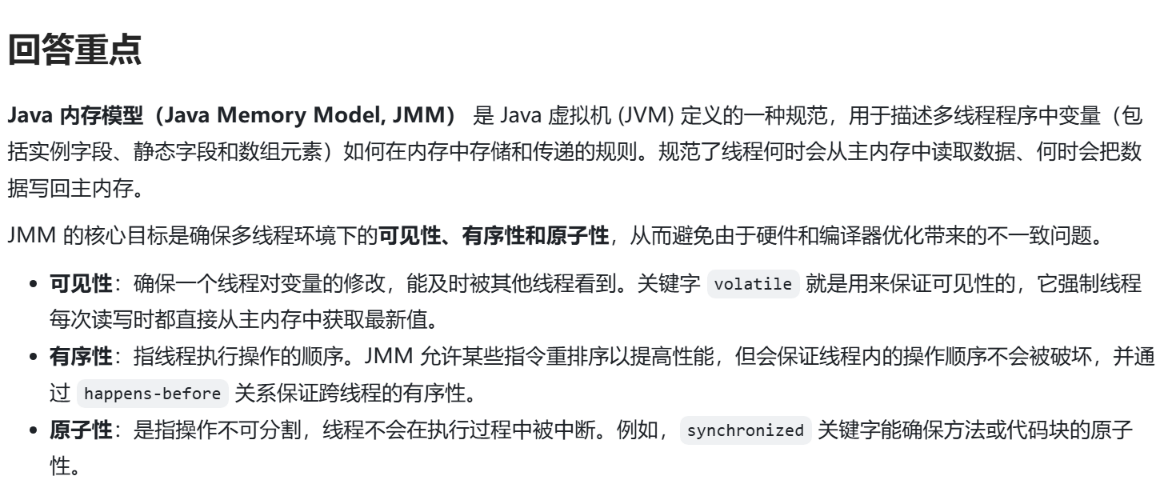 回答重点
Java 内存模型（Java Memory Model, JMM） 是 Java 虚拟机 (JVM) 定义的一种规范，用于描述多线程程序中变量（包
括实例字段、静态字段和数组元素）如何在内存中存储和传递的规则。规范了线程何时会从主内存中读取数据、何时会把数
据写回主内存。
JMM 的核心目标是确保多线程环境下的可见性、有序性和原子性，从而避免由于硬件和编译器优化带来的不一致问题。
• 可见性：确保一个线程对变量的修改，能及时被其他线程看到。关键字 volatile 就是用来保证可见性的，它强制线程
每次读写时都直接从主内存中获取最新值。
• 有序性：指线程执行操作的顺序。JMM 允许某些指令重排序以提高性能，但会保证线程内的操作顺序不会被破坏，并通
过 happens-before 关系保证跨线程的有序性。
• 原子性：是指操作不可分割，线程不会在执行过程中被中断。例如， synchronized 关键字能确保方法或代码块的原子
性。